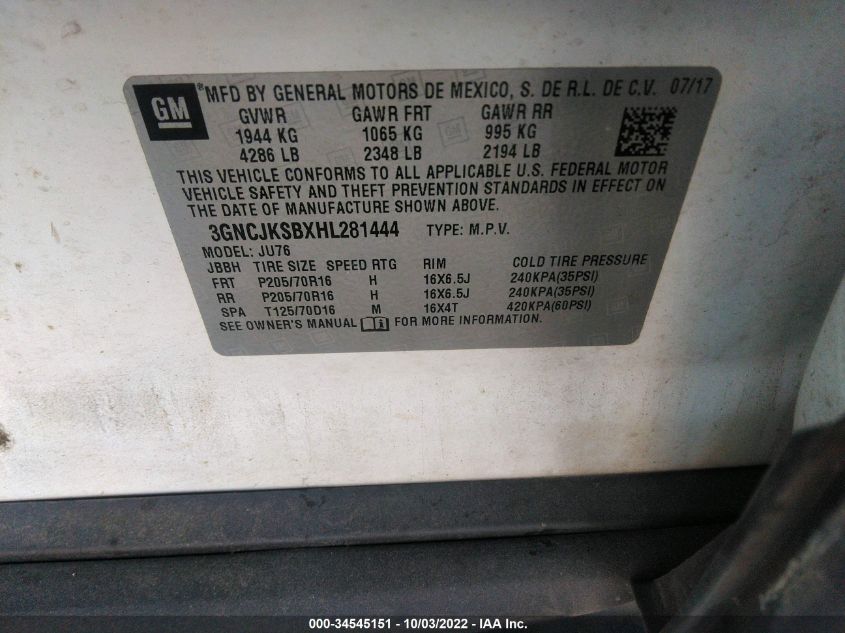 GM
®MFD BY GENERAL MOTORS DE MEXICO, S. DE R.L. DE C.V. 07/17
GVWR GAWR FRT GAWR RR
1944 KG 1065 KG 995 KG
4286 LB 2348 LB 2194 LB
THIS VEHICLE CONFORMS TO ALL APPLICABLE U.S. FEDERAL MOTOR
VEHICLE SAFETY AND THEFT PREVENTION STANDARDS IN EFFECT ON
THE DATE OF MANUFACTURE SHOWN ABOVE.
3GNCJKSBXHL281444 TYPE: M.P.V.
MODEL: JU76
JBBH TIRE SIZE SPEED RTG RIM COLD TIRE PRESSURE
FRT P205/70R16 H 16X6.5J 240KPA(35PSI)
RR P205/70R16 H 16X6.5J 240KPA(35PSI)
SPA T125/70D16 M 16X4T 420KPA(60PSI)
SEE OWNER'S MANUAL FOR MORE INFORMATION.
000-34545151 - 10/03/2022 - IAA Inc.